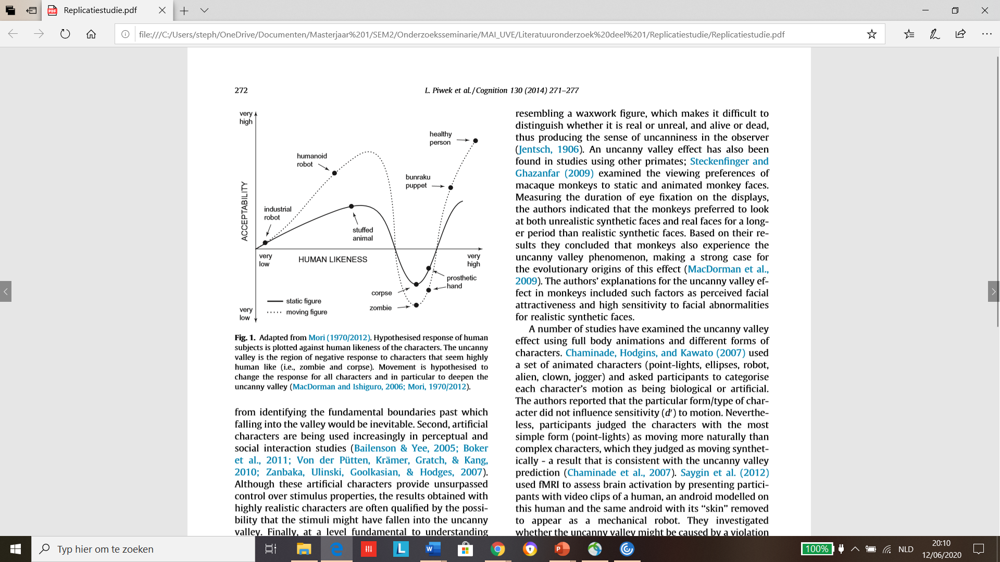 Replicatiestudie.pdf
file:///C:/Users/steph/OneDrive/Documenten/Masterjaar%201/SEM2/Onderzoeksseminarie/MAI_UVE/Literatuuronderzoek%20deel%201/Replicatiestudie/Replicatiestudie.pdf
272
L. Piwek et al. / Cognition 130 (2014) 271–277
very
high
healthy
person
humanoid
robot
bunraku
puppet
ACCEPTABILITY
industrial
robot
stuffed
animal
very
low
HUMAN LIKENESS
very
high
prosthetic
hand
corpse
zombie
static figure
moving figure
very
low
Fig. 1. Adapted from Mori (1970/2012). Hypothesised response of human
subjects is plotted against human likeness of the characters. The uncanny
valley is the region of negative response to characters that seem highly
human like (i.e., zombie and corpse). Movement is hypothesised to
change the response for all characters and in particular to deepen the
uncanny valley (MacDorman and Ishiguro, 2006; Mori, 1970/2012).
from identifying the fundamental boundaries past which
falling into the valley would be inevitable. Second, artificial
characters are being used increasingly in perceptual and
social interaction studies (Bailenson & Yee, 2005; Boker
et al., 2011; Von der Pütten, Krämer, Gratch, & Kang,
2010; Zanbaka, Ulinski, Goolkasian, & Hodges, 2007).
Although these artificial characters provide unsurpassed
control over stimulus properties, the results obtained with
highly realistic characters are often qualified by the possi-
bility that the stimuli might have fallen into the uncanny
valley. Finally, at a level fundamental to understanding
resembling a waxwork figure, which makes it difficult to
distinguish whether it is real or unreal, and alive or dead,
thus producing the sense of uncanniness in the observer
(Jentsch, 1906). An uncanny valley effect has also been
found in studies using other primates; Steckenfinger and
Ghazanfar (2009) examined the viewing preferences of
macaque monkeys to static and animated monkey faces.
Measuring the duration of eye fixation on the displays,
the authors indicated that the monkeys preferred to look
at both unrealistic synthetic faces and real faces for a long-
er period than realistic synthetic faces. Based on their re-
sults they concluded that monkeys also experience the
uncanny valley phenomenon, making a strong case for
the evolutionary origins of this effect (MacDorman et al.,
2009). The authors' explanations for the uncanny valley ef-
fect in monkeys included such factors as perceived facial
attractiveness and high sensitivity to facial abnormalities
for realistic synthetic faces.
A number of studies have examined the uncanny valley
effect using full body animations and different forms of
characters. Chaminade, Hodgins, and Kawato (2007) used
a set of animated characters (point-lights, ellipses, robot,
alien, clown, jogger) and asked participants to categorise
each character's motion as being biological or artificial.
The authors reported that the particular form/type of char-
acter did not influence sensitivity (d′) to motion. Neverthe-
less, participants judged the characters with the most
simple form (point-lights) as moving more naturally than
complex characters, which they judged as moving synthet-
ically - a result that is consistent with the uncanny valley
prediction (Chaminade et al., 2007). Saygin et al. (2012)
used fMRI to assess brain activation by presenting partici-
pants with video clips of a human, an android modelled on
this human and the same android with its “skin” removed
to appear as a mechanical robot. They investigated
whether the uncanny valley might be caused by a violation
Typ hier om te zoeken
100%
NLD
20:10
12/06/2020